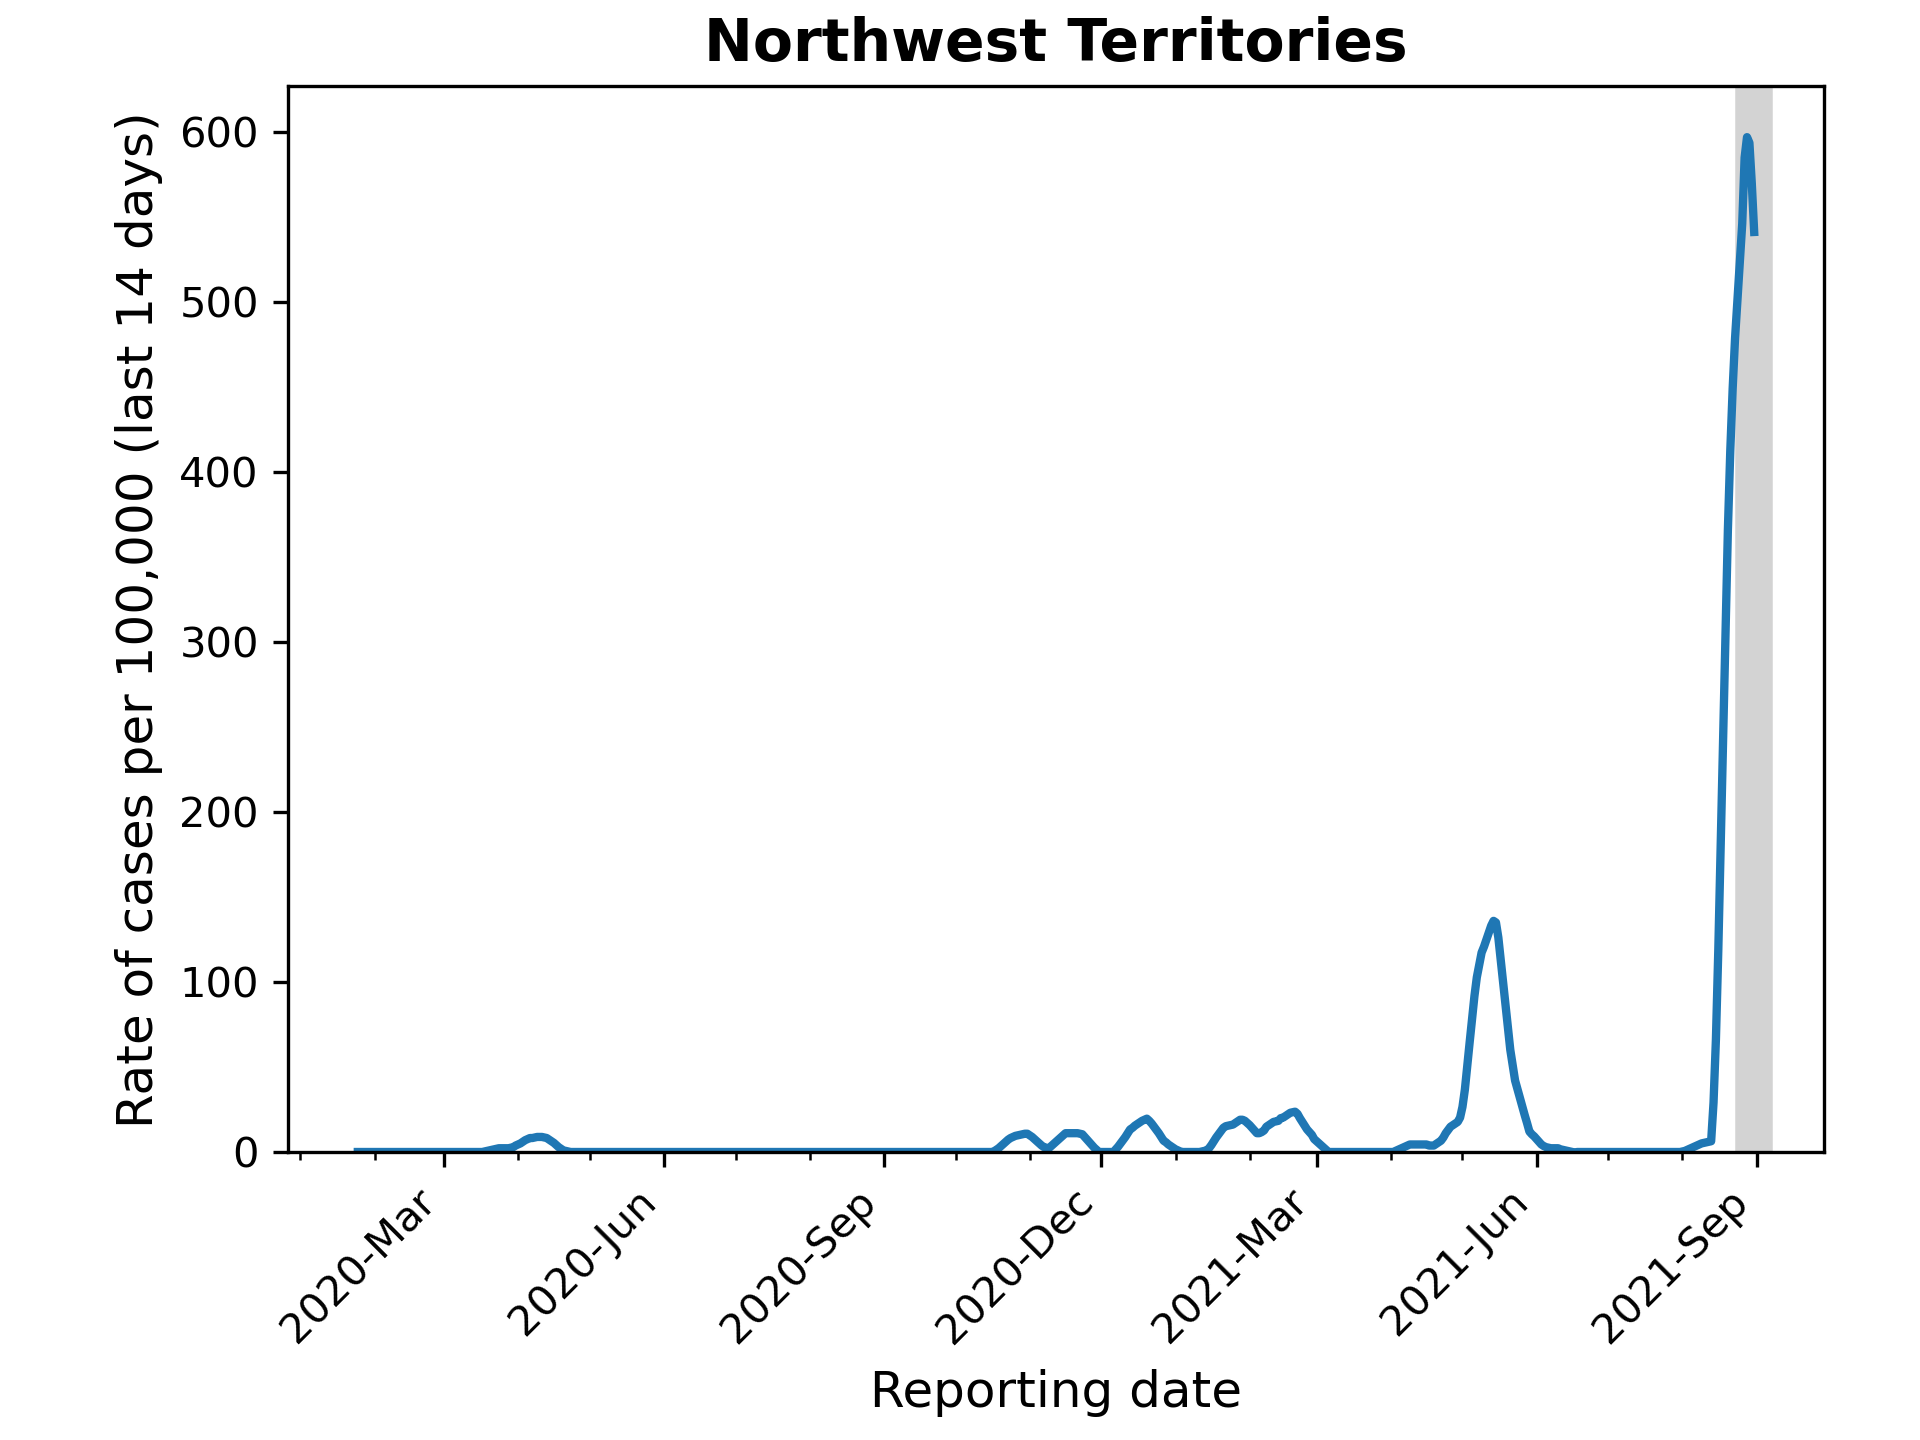 Northwest Territories
Rate of cases per 100,000 (last 14 days)
600
500
400
300
200
100
0
2020-Mar
2020-Jun
2020-Sep
2020-Dec
2021-Mar
2021-Jun
2021-Sep
Reporting date